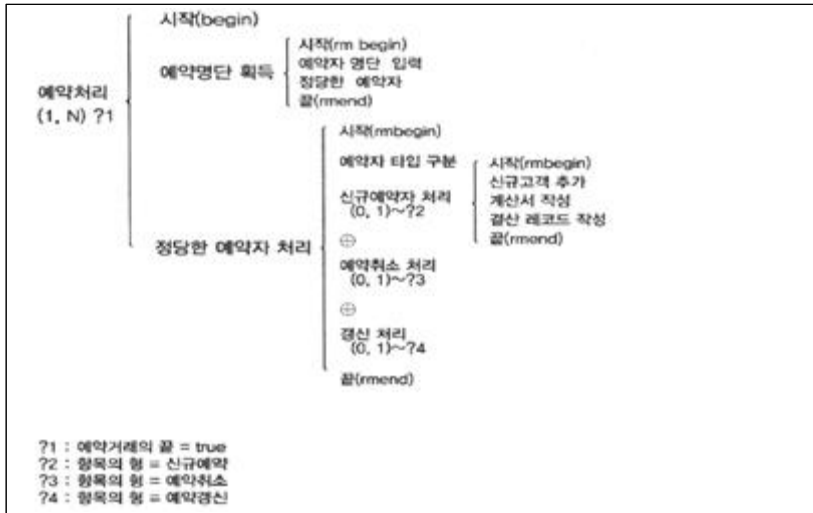 시작(begin)
예약처리
(1, N) ?1
예약명단 획득
시작(rm begin)
예약자 명단 입력
정당한 예약자
끝(rmend)
정당한 예약자 처리
시작(rmbegin)
예약자 타입 구분
신규예약자 처리
(0, 1)~?2
시작(rmbegin)
신규고객 추가
계산서 작성
결산 레코드 작성
끝(rmend)
⊕
예약취소 처리
(0, 1)~?3
⊕
갱신 처리
(0, 1)~?4
끝(rmend)
?1 : 예약거래의 끝 = true
?2 : 항목의 형 = 신규예약
?3 : 항목의 형 = 예약취소
?4 : 항목의 형 = 예약갱신